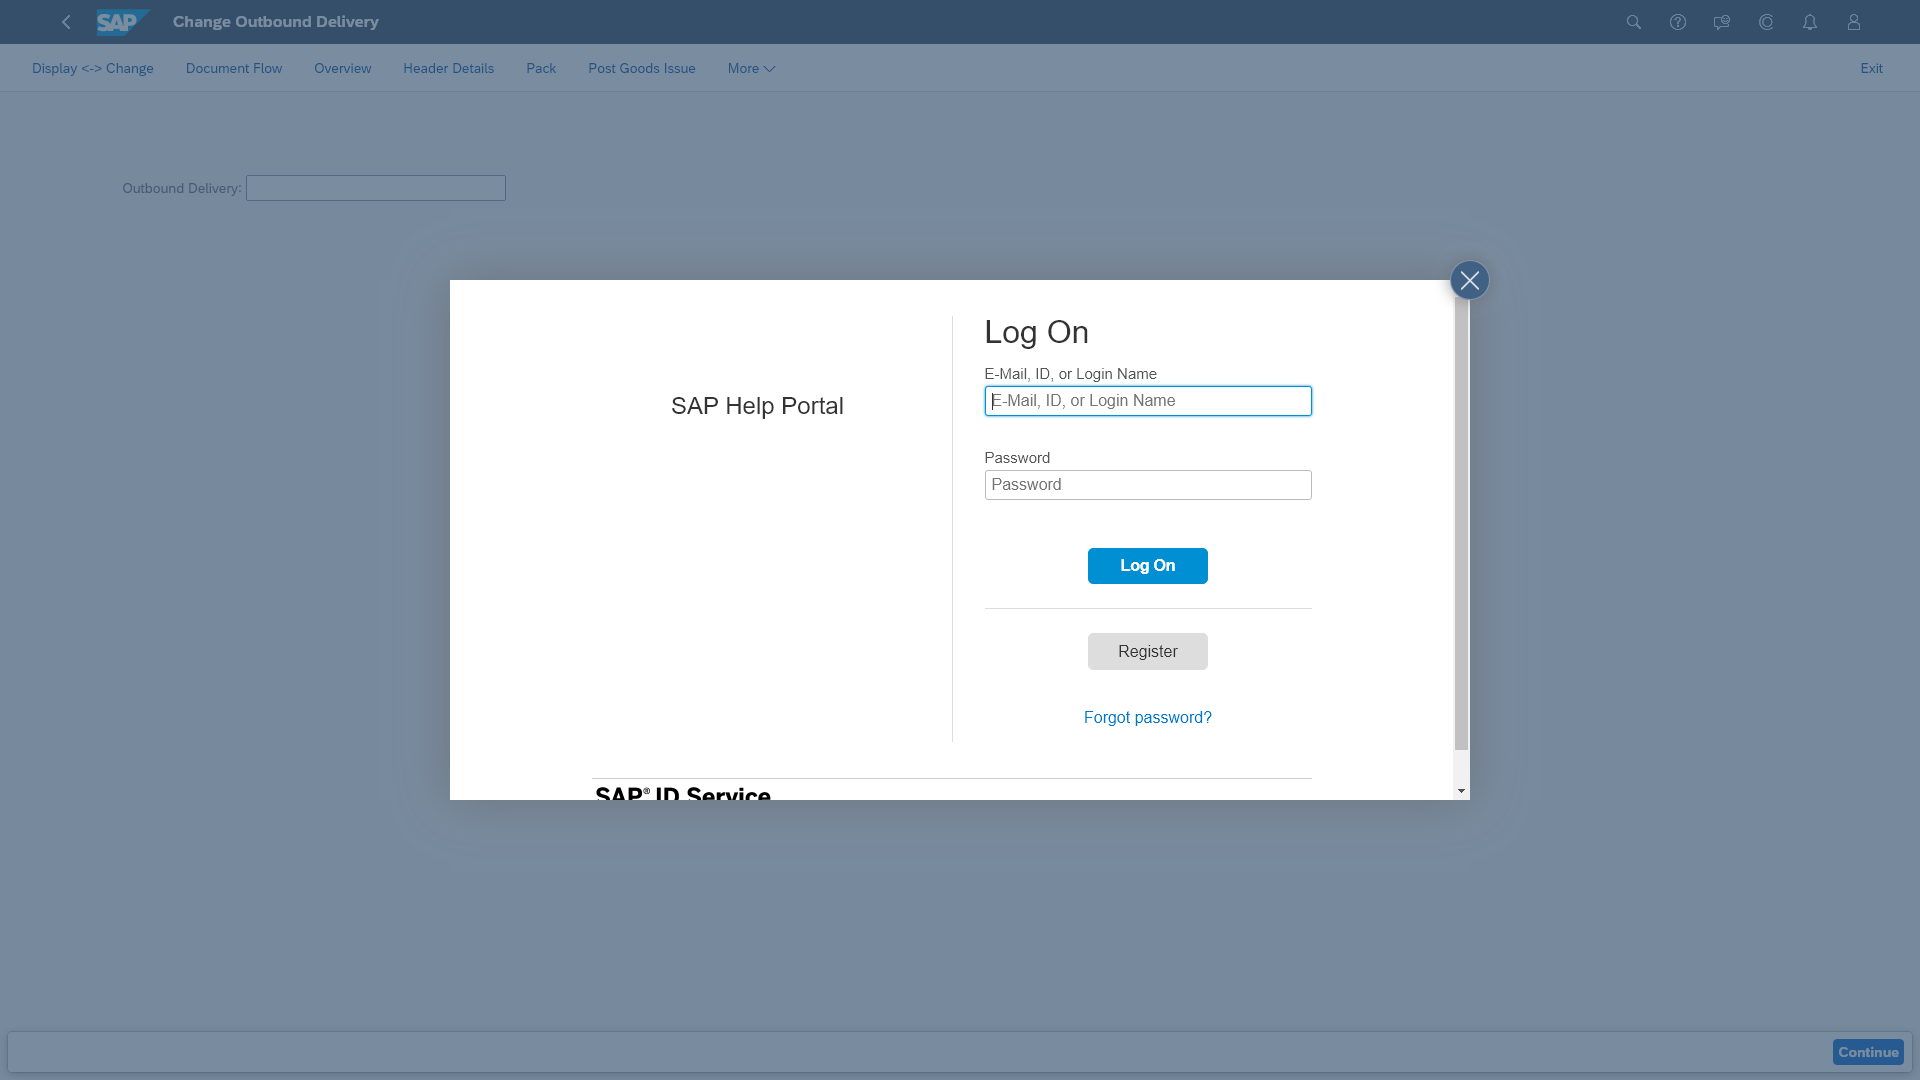 SAP Change Outbound Delivery
Display <-> Change Document Flow Overview Header Details Pack Post Goods Issue More Exit
Outbound Delivery:
Log On
E-Mail, ID, or Login Name
E-Mail, ID, or Login Name
SAP Help Portal
Password
Password
Log On
Register
Forgot password?
SAP® ID Service
Continue